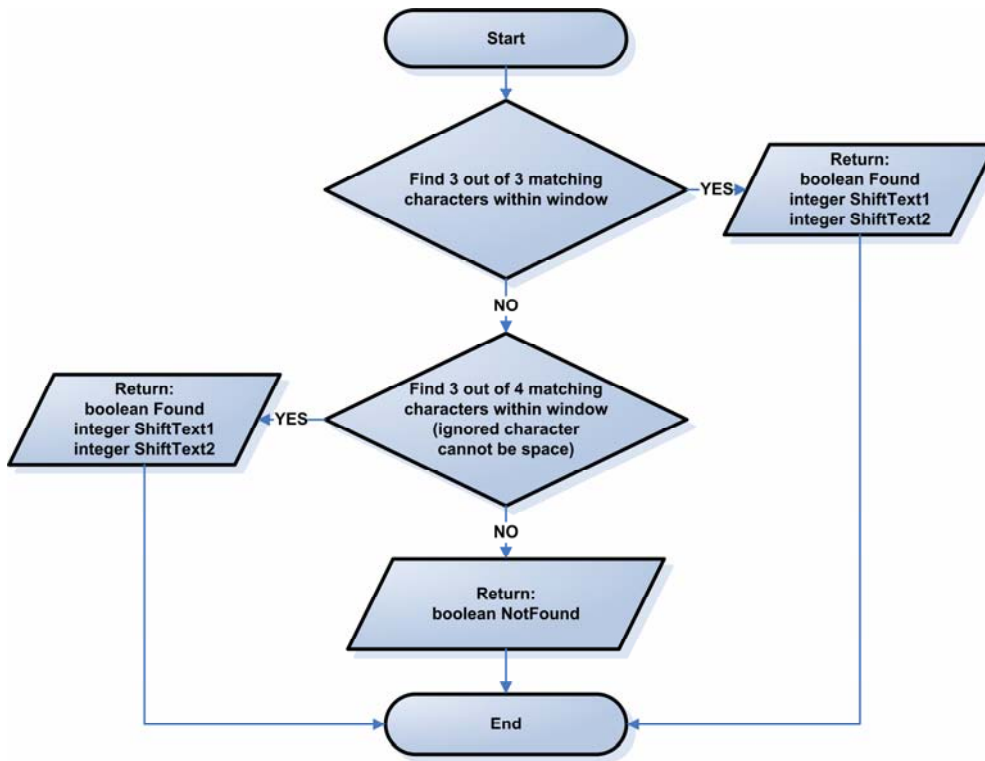 Start
Find 3 out of 3 matching
characters within window
YES
Return:
boolean Found
integer ShiftText1
integer ShiftText2
NO
Find 3 out of 4 matching
characters within window
(ignored character
cannot be space)
YES
Return:
boolean Found
integer ShiftText1
integer ShiftText2
NO
Return:
boolean NotFound
End